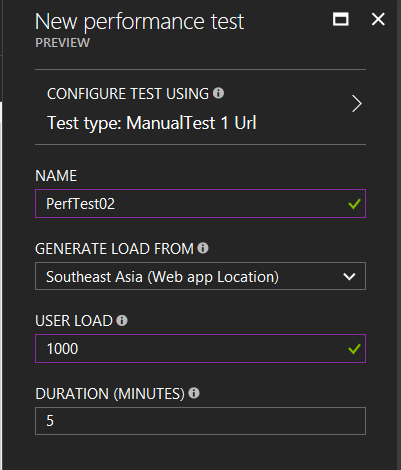 New performance test
PREVIEW
CONFIGURE TEST USING
Test type: ManualTest 1 Url
NAME
PerfTest02
GENERATE LOAD FROM
Southeast Asia (Web app Location)
USER LOAD
1000
DURATION (MINUTES)
5